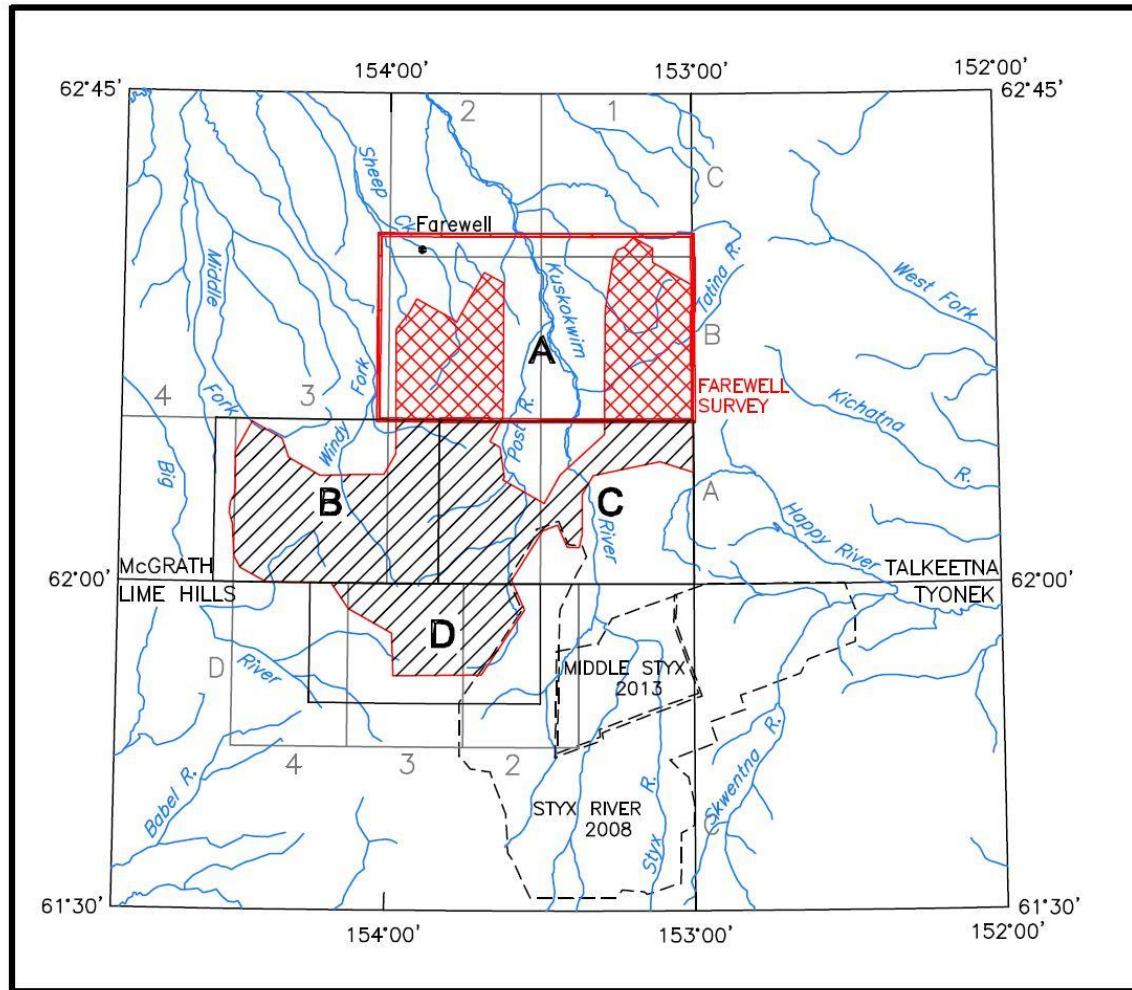 154°00'
153°00'
152°00'
62°45'
62°45'
2
1
Sheep
Ck
C
Farewell
Middle
Kuskokwim
Tatina R.
West Fork
A
B
Fork
Windy
Fork
Post R.
FAREWELL
SURVEY
4
3
Kichatna
R.
Big
B
C
River
A
Happy River
McGRATH
TALKEETNA
62°00'
62°00'
LIME HILLS
TYONEK
D
D
River
MIDDLE STYX
2013
4
3
2
Babel R.
STYX RIVER
2008
Styx
R.
Skwentna R.
C
61°30'
61°30'
154°00'
153°00'
152°00'